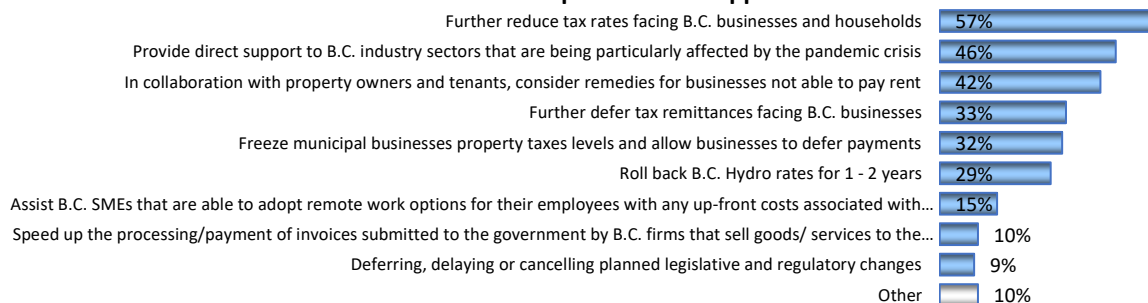 Further reduce tax rates facing B.C. businesses and households 57%
Provide direct support to B.C. industry sectors that are being particularly affected by the pandemic crisis 46%
In collaboration with property owners and tenants, consider remedies for businesses not able to pay rent 42%
Further defer tax remittances facing B.C. businesses 33%
Freeze municipal businesses property taxes levels and allow businesses to defer payments 32%
Roll back B.C. Hydro rates for 1 - 2 years 29%
Assist B.C. SMEs that are able to adopt remote work options for their employees with any up-front costs associated with… 15%
Speed up the processing/payment of invoices submitted to the government by B.C. firms that sell goods/ services to the… 10%
Deferring, delaying or cancelling planned legislative and regulatory changes 9%
Other 10%